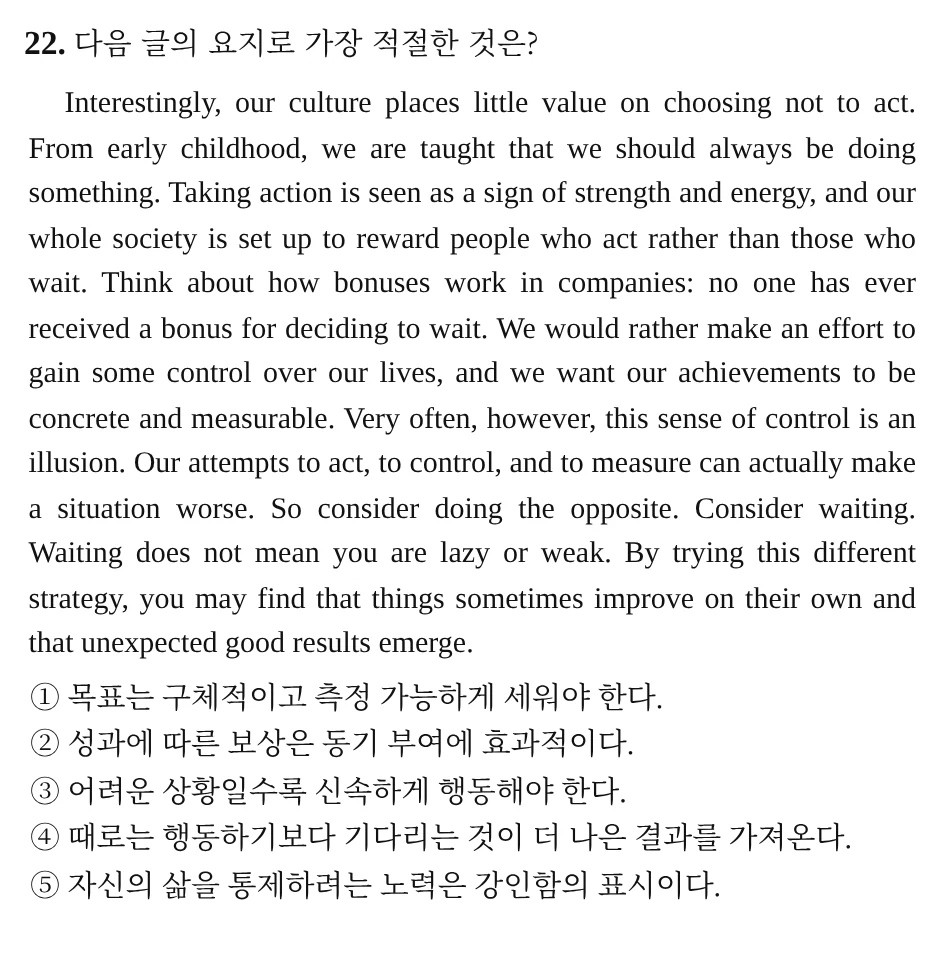 22. 다음 글의 요지로 가장 적절한 것은?
Interestingly, our culture places little value on choosing not to act.
From early childhood, we are taught that we should always be doing
something. Taking action is seen as a sign of strength and energy, and our
whole society is set up to reward people who act rather than those who
wait. Think about how bonuses work in companies: no one has ever
received a bonus for deciding to wait. We would rather make an effort to
gain some control over our lives, and we want our achievements to be
concrete and measurable. Very often, however, this sense of control is an
illusion. Our attempts to act, to control, and to measure can actually make
a situation worse. So consider doing the opposite. Consider waiting.
Waiting does not mean you are lazy or weak. By trying this different
strategy, you may find that things sometimes improve on their own and
that unexpected good results emerge.
① 목표는 구체적이고 측정 가능하게 세워야 한다.
② 성과에 따른 보상은 동기 부여에 효과적이다.
③ 어려운 상황일수록 신속하게 행동해야 한다.
④ 때로는 행동하기보다 기다리는 것이 더 나은 결과를 가져온다.
⑤ 자신의 삶을 통제하려는 노력은 강인함의 표시이다.